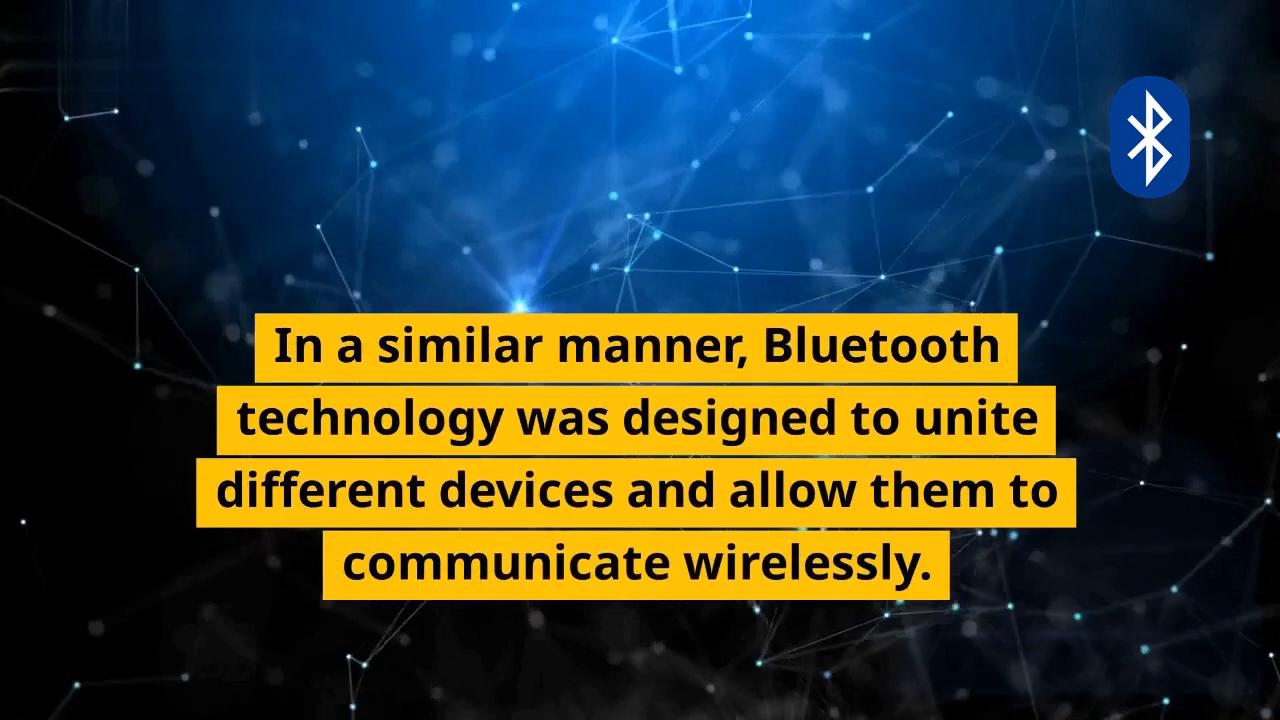 In a similar manner, Bluetooth
technology was designed to unite
different devices and allow them to
communicate wirelessly.